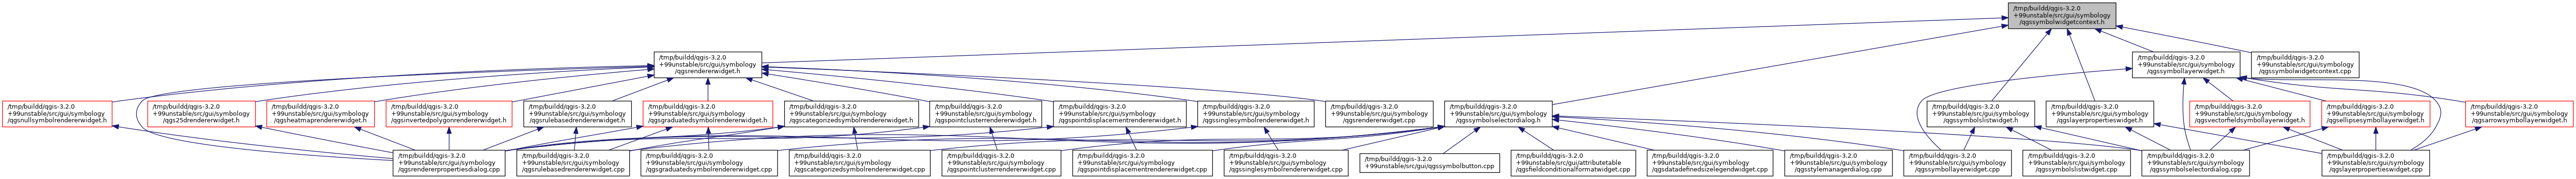 /tmp/buildd/qgis-3.2.0
+99unstable/src/gui/symbology
/qgssymbolwidgetcontext.h
/tmp/buildd/qgis-3.2.0
+99unstable/src/gui/symbology
/qgsrendererwidget.h
/tmp/buildd/qgis-3.2.0
+99unstable/src/gui/symbology
/qgssymbollayerwidget.h
/tmp/buildd/qgis-3.2.0
+99unstable/src/gui/symbology
/qgssymbolwidgetcontext.cpp
/tmp/buildd/qgis-3.2.0
+99unstable/src/gui/symbology
/qgsnullsymbolrendererwidget.h
/tmp/buildd/qgis-3.2.0
+99unstable/src/gui/symbology
/qgs25drendererwidget.h
/tmp/buildd/qgis-3.2.0
+99unstable/src/gui/symbology
/qgsheatmaprendererwidget.h
/tmp/buildd/qgis-3.2.0
+99unstable/src/gui/symbology
/qgsinvertedpolygonrendererwidget.h
/tmp/buildd/qgis-3.2.0
+99unstable/src/gui/symbology
/qgsrulebasedrendererwidget.h
/tmp/buildd/qgis-3.2.0
+99unstable/src/gui/symbology
/qgsgraduatedsymbolrendererwidget.h
/tmp/buildd/qgis-3.2.0
+99unstable/src/gui/symbology
/qgscategorizedsymbolrendererwidget.h
/tmp/buildd/qgis-3.2.0
+99unstable/src/gui/symbology
/qgspointclusterrendererwidget.h
/tmp/buildd/qgis-3.2.0
+99unstable/src/gui/symbology
/qgspointdisplacementrendererwidget.h
/tmp/buildd/qgis-3.2.0
+99unstable/src/gui/symbology
/qgssinglesymbolrendererwidget.h
/tmp/buildd/qgis-3.2.0
+99unstable/src/gui/symbology
/qgsrendererwidget.cpp
/tmp/buildd/qgis-3.2.0
+99unstable/src/gui/symbology
/qgssymbolselectordialog.h
/tmp/buildd/qgis-3.2.0
+99unstable/src/gui/symbology
/qgssymbolslistwidget.h
/tmp/buildd/qgis-3.2.0
+99unstable/src/gui/symbology
/qgslayerpropertieswidget.h
/tmp/buildd/qgis-3.2.0
+99unstable/src/gui/symbology
/qgsvectorfieldsymbollayerwidget.h
/tmp/buildd/qgis-3.2.0
+99unstable/src/gui/symbology
/qgsellipsesymbollayerwidget.h
/tmp/buildd/qgis-3.2.0
+99unstable/src/gui/symbology
/qgsarrowsymbollayerwidget.h
/tmp/buildd/qgis-3.2.0
+99unstable/src/gui/symbology
/qgsrendererpropertiesdialog.cpp
/tmp/buildd/qgis-3.2.0
+99unstable/src/gui/symbology
/qgsrulebasedrendererwidget.cpp
/tmp/buildd/qgis-3.2.0
+99unstable/src/gui/symbology
/qgsgraduatedsymbolrendererwidget.cpp
/tmp/buildd/qgis-3.2.0
+99unstable/src/gui/symbology
/qgscategorizedsymbolrendererwidget.cpp
/tmp/buildd/qgis-3.2.0
+99unstable/src/gui/symbology
/qgspointclusterrendererwidget.cpp
/tmp/buildd/qgis-3.2.0
+99unstable/src/gui/symbology
/qgspointdisplacementrendererwidget.cpp
/tmp/buildd/qgis-3.2.0
+99unstable/src/gui/symbology
/qgssinglesymbolrendererwidget.cpp
/tmp/buildd/qgis-3.2.0
+99unstable/src/gui/qgssymbolbutton.cpp
/tmp/buildd/qgis-3.2.0
+99unstable/src/gui/attributetable
/qgsfieldconditionalformatwidget.cpp
/tmp/buildd/qgis-3.2.0
+99unstable/src/gui/symbology
/qgsdatadefinedsizelegendwidget.cpp
/tmp/buildd/qgis-3.2.0
+99unstable/src/gui/symbology
/qgsstylemanagerdialog.cpp
/tmp/buildd/qgis-3.2.0
+99unstable/src/gui/symbology
/qgssymbollayerwidget.cpp
/tmp/buildd/qgis-3.2.0
+99unstable/src/gui/symbology
/qgssymbolslistwidget.cpp
/tmp/buildd/qgis-3.2.0
+99unstable/src/gui/symbology
/qgssymbolselectordialog.cpp
/tmp/buildd/qgis-3.2.0
+99unstable/src/gui/symbology
/qgslayerpropertieswidget.cpp